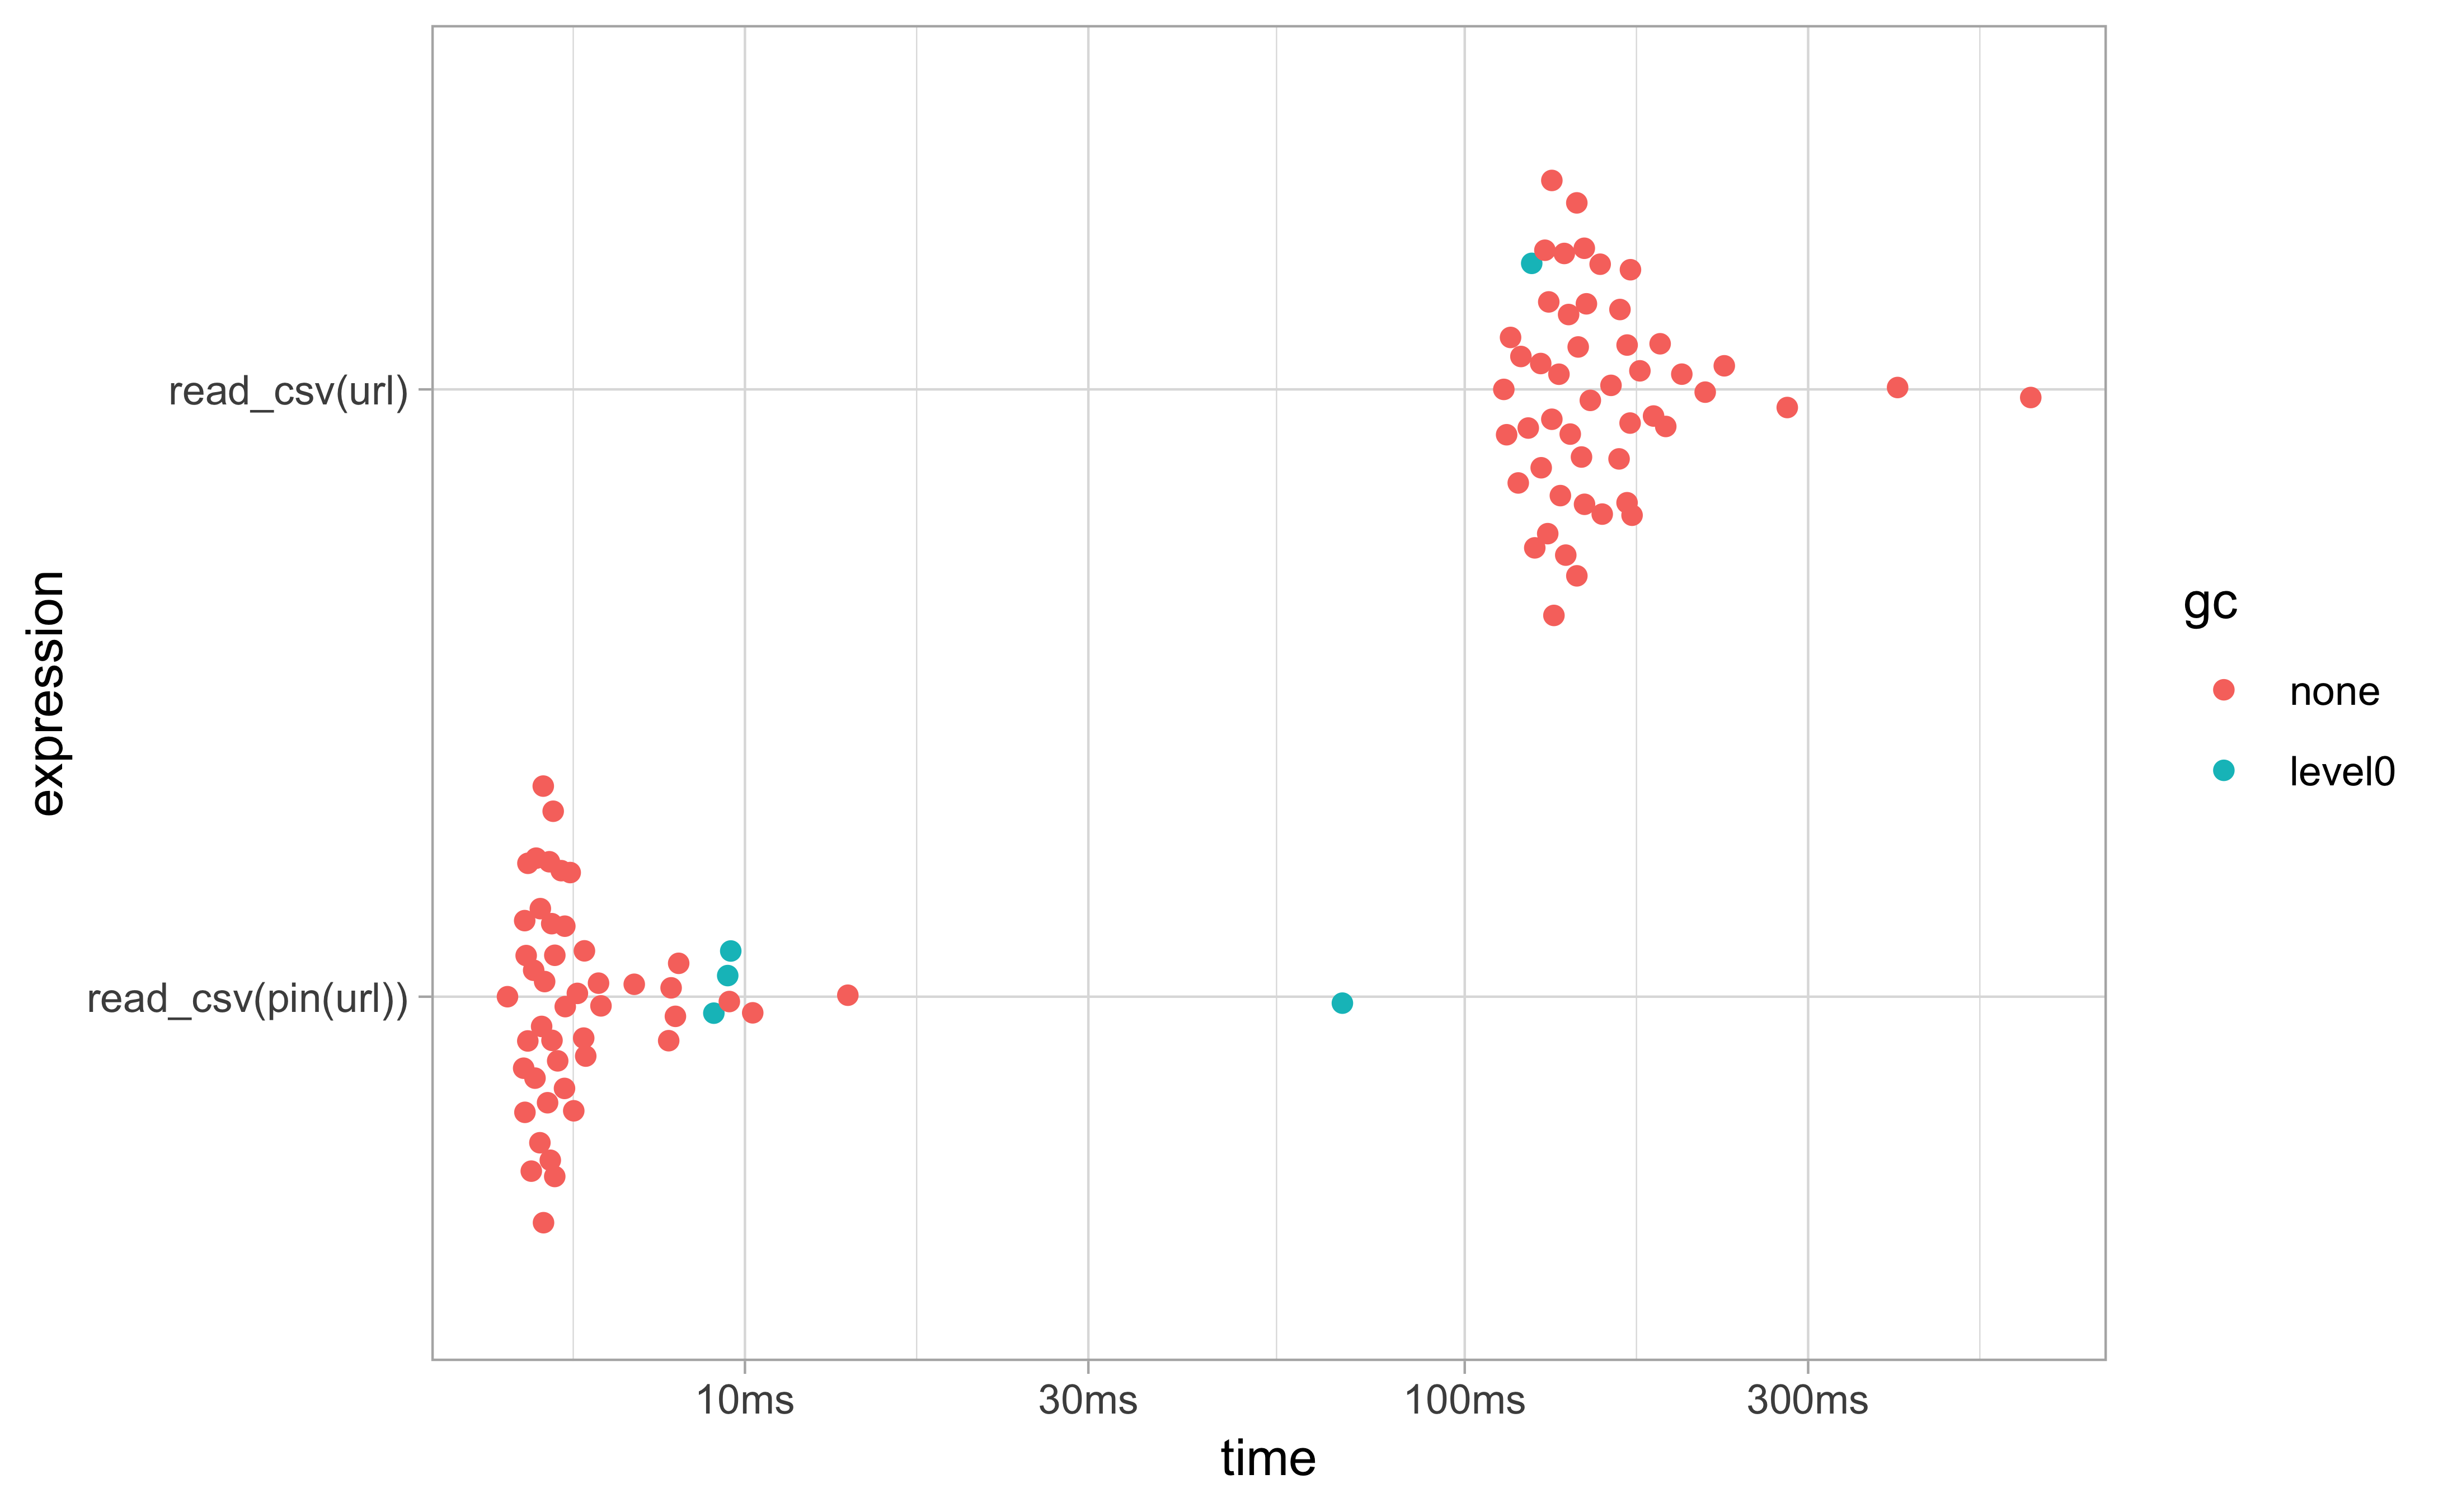 expression
read_csv(url)
read_csv(pin(url))
10ms
30ms
100ms
300ms
time
gc
none
level0